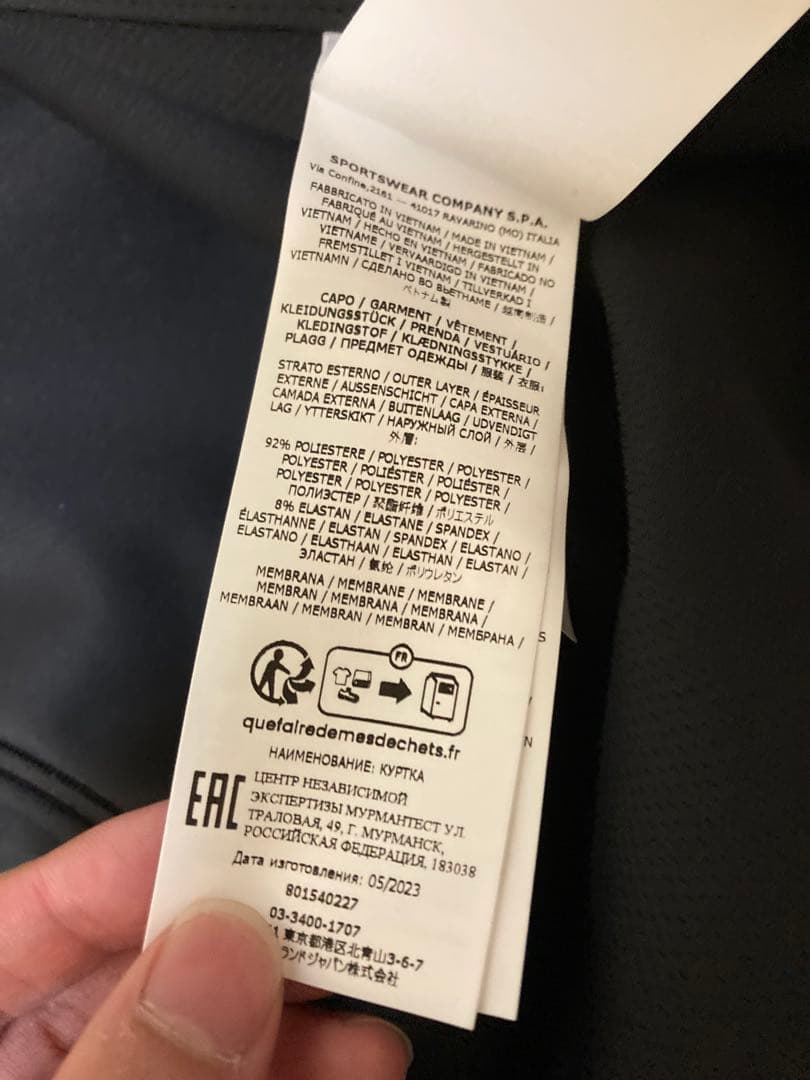 SPORTSWEAR COMPANY S.P.A.
Via Confine,2161 — 41017 RAVARINO (MO) ITALIA
FABBRICATO IN VIETNAM / MADE IN VIETNAM /
FABRIQUÉ AU VIETNAM / HERGESTELLT IN
VIETNAM / HECHO EN VIETNAM / FABRICADO NO
VIETNAME / VERVAARDIGD IN VIETNAM /
FREMSTILLET I VIETNAM / TILLVERKAD I
VIETNAMN / СДЕЛАНО ВО ВЬЕТНАМЕ / 越南制造 /
ベトナム製
CAPO / GARMENT / VÊTEMENT /
KLEIDUNGSSTÜCK / PRENDA / VESTUÁRIO /
KLEDINGSTOF / KLÆDNINGSSTYKKE /
PLAGG / ПРЕДМЕТ ОДЕЖДЫ / 服装 / 衣服:
STRATO ESTERNO / OUTER LAYER / ÉPAISSEUR
EXTERNE / AUSSENSCHICHT / CAPA EXTERNA /
CAMADA EXTERNA / BUITENLAAG / UDVENDIGT
LAG / YTTERSKIKT / НАРУЖНЫЙ СЛОЙ / 外层 /
外層:
92% POLIESTERE / POLYESTER / POLYESTER /
POLYESTER / POLIÉSTER / POLIÉSTER /
POLYESTER / POLYESTER / POLYESTER /
ПОЛИЭСТЕР / 聚酯纤维 / ポリエステル
8% ELASTAN / ELASTANE / SPANDEX /
ÉLASTHANNE / ELASTAN / SPANDEX / ELASTANO /
ELASTANO / ELASTHAAN / ELASTHAN / ELASTAN /
ЭЛАСТАН / 氨纶 / ポリウレタン
MEMBRANA / MEMBRANE / MEMBRANE /
MEMBRAN / MEMBRANA / MEMBRANA /
MEMBRAAN / MEMBRAN / MEMBRAN / МЕМБРАНА /
S
N
FR
quefairedemesdechets.fr
НАИМЕНОВАНИЕ: КУРТКА
EAC
ЦЕНТР НЕЗАВИСИМОЙ
ЭКСПЕРТИЗЫ МУРМАНТЕСТ УЛ.
ТРАЛОВАЯ, 49, Г. МУРМАНСК,
РОССИЙСКАЯ ФЕДЕРАЦИЯ, 183038
Дата изготовления: 05/2023
801540227
03-3400-1707
東京都港区北青山3-6-7
ランドジャパン株式会社